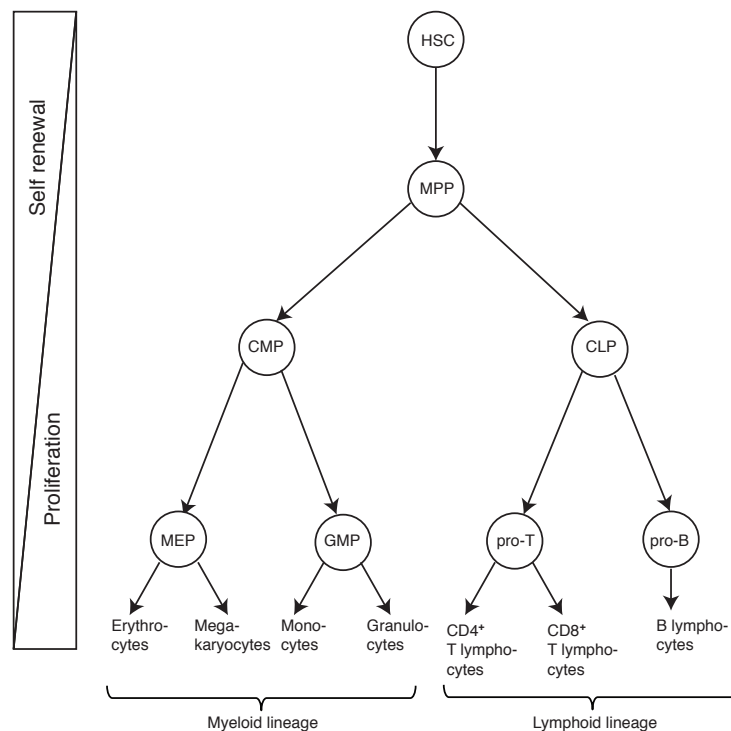 HSC
Self renewal
MPP
CMP
CLP
Proliferation
MEP
GMP
pro-T
pro-B
Erythro-
cytes
Mega-
karyocytes
Mono-
cytes
Granulo-
cytes
CD4+
T lympho-
cytes
CD8+
T lympho-
cytes
B lympho-
cytes
Myeloid lineage
Lymphoid lineage